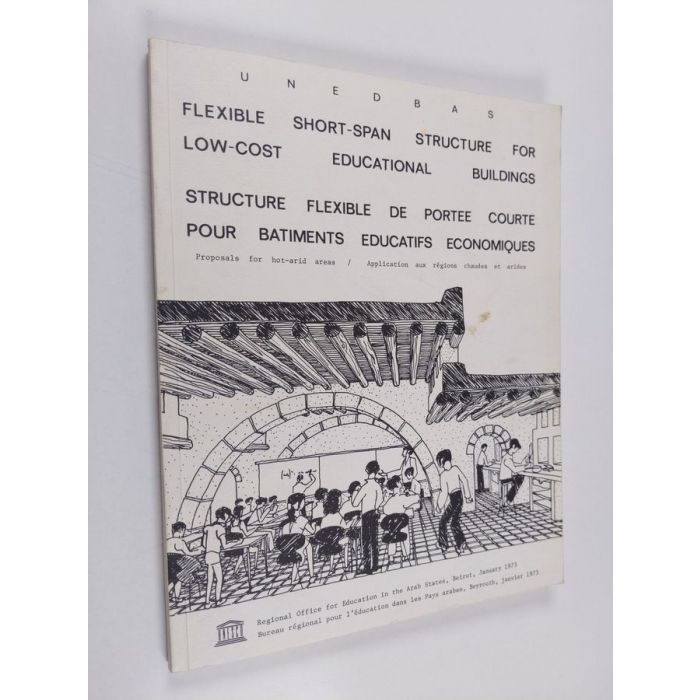 UNEDBAS
FLEXIBLE SHORT-SPAN STRUCTURE FOR
LOW-COST EDUCATIONAL BUILDINGS
STRUCTURE FLEXIBLE DE PORTEE COURTE
POUR BATIMENTS EDUCATIFS ECONOMIQUES
Proposals for hot-arid areas / Application aux régions chaudes et arides
Regional Office for Education in the Arab States, Beirut, January 1973
Bureau régional pour l'éducation dans les Pays arabes, Beyrouth, janvier 1973
unesco